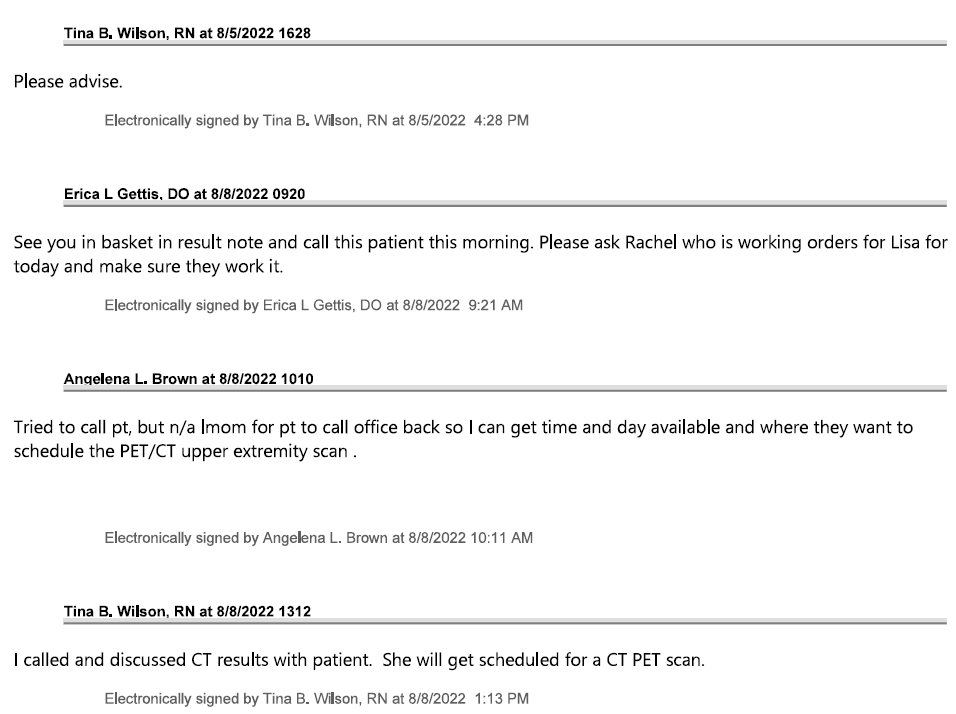 Tina B. Wilson, RN at 8/5/2022 1628
Please advise.
Electronically signed by Tina B. Wilson, RN at 8/5/2022 4:28 PM
Erica L Gettis, DO at 8/8/2022 0920
See you in basket in result note and call this patient this morning. Please ask Rachel who is working orders for Lisa for
today and make sure they work it.
Electronically signed by Erica L Gettis, DO at 8/8/2022 9:21 AM
Angelena L. Brown at 8/8/2022 1010
Tried to call pt, but n/a lmom for pt to call office back so I can get time and day available and where they want to
schedule the PET/CT upper extremity scan .
Electronically signed by Angelena L. Brown at 8/8/2022 10:11 AM
Tina B. Wilson, RN at 8/8/2022 1312
I called and discussed CT results with patient. She will get scheduled for a CT PET scan.
Electronically signed by Tina B. Wilson, RN at 8/8/2022 1:13 PM